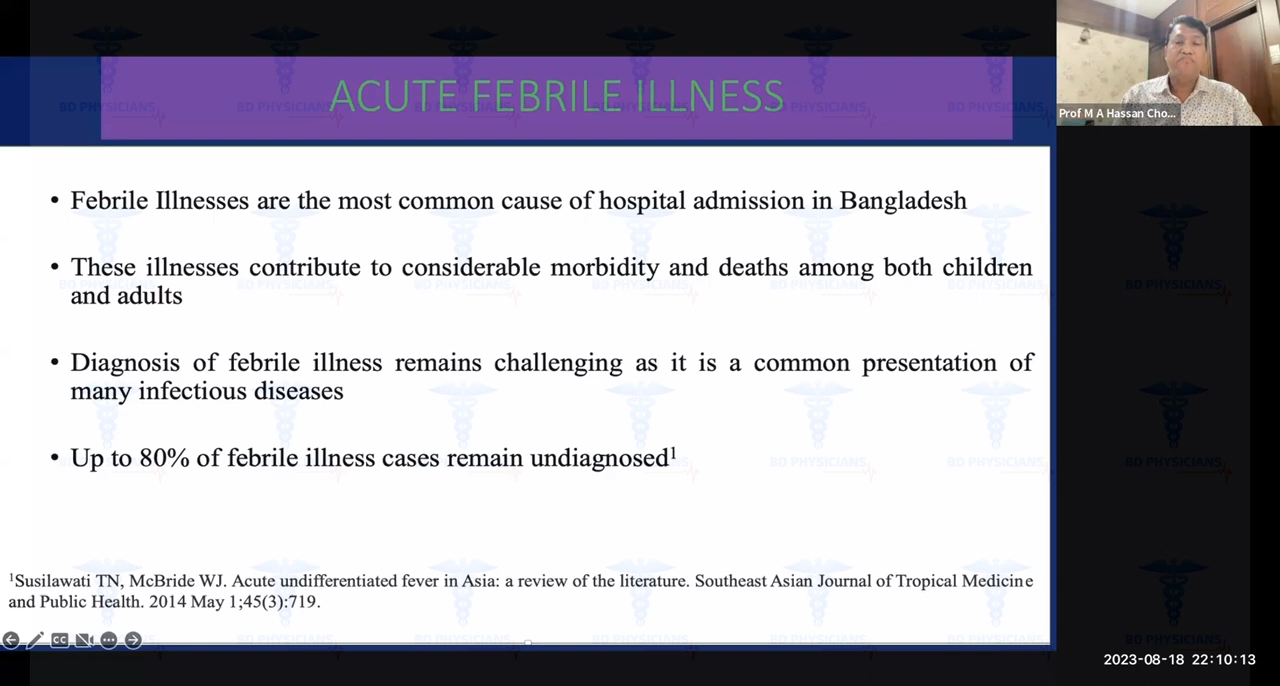 ACUTE FEBRILE ILLNESS
Prof M A Hassan Cho...
• Febrile Illnesses are the most common cause of hospital admission in Bangladesh
• These illnesses contribute to considerable morbidity and deaths among both children
and adults
• Diagnosis of febrile illness remains challenging as it is a common presentation of
many infectious diseases
• Up to 80% of febrile illness cases remain undiagnosed¹
¹Susilawati TN, McBride WJ. Acute undifferentiated fever in Asia: a review of the literature. Southeast Asian Journal of Tropical Medicine
and Public Health. 2014 May 1;45(3):719.
CC
2023-08-18 22:10:13
BD PHYSICIANS